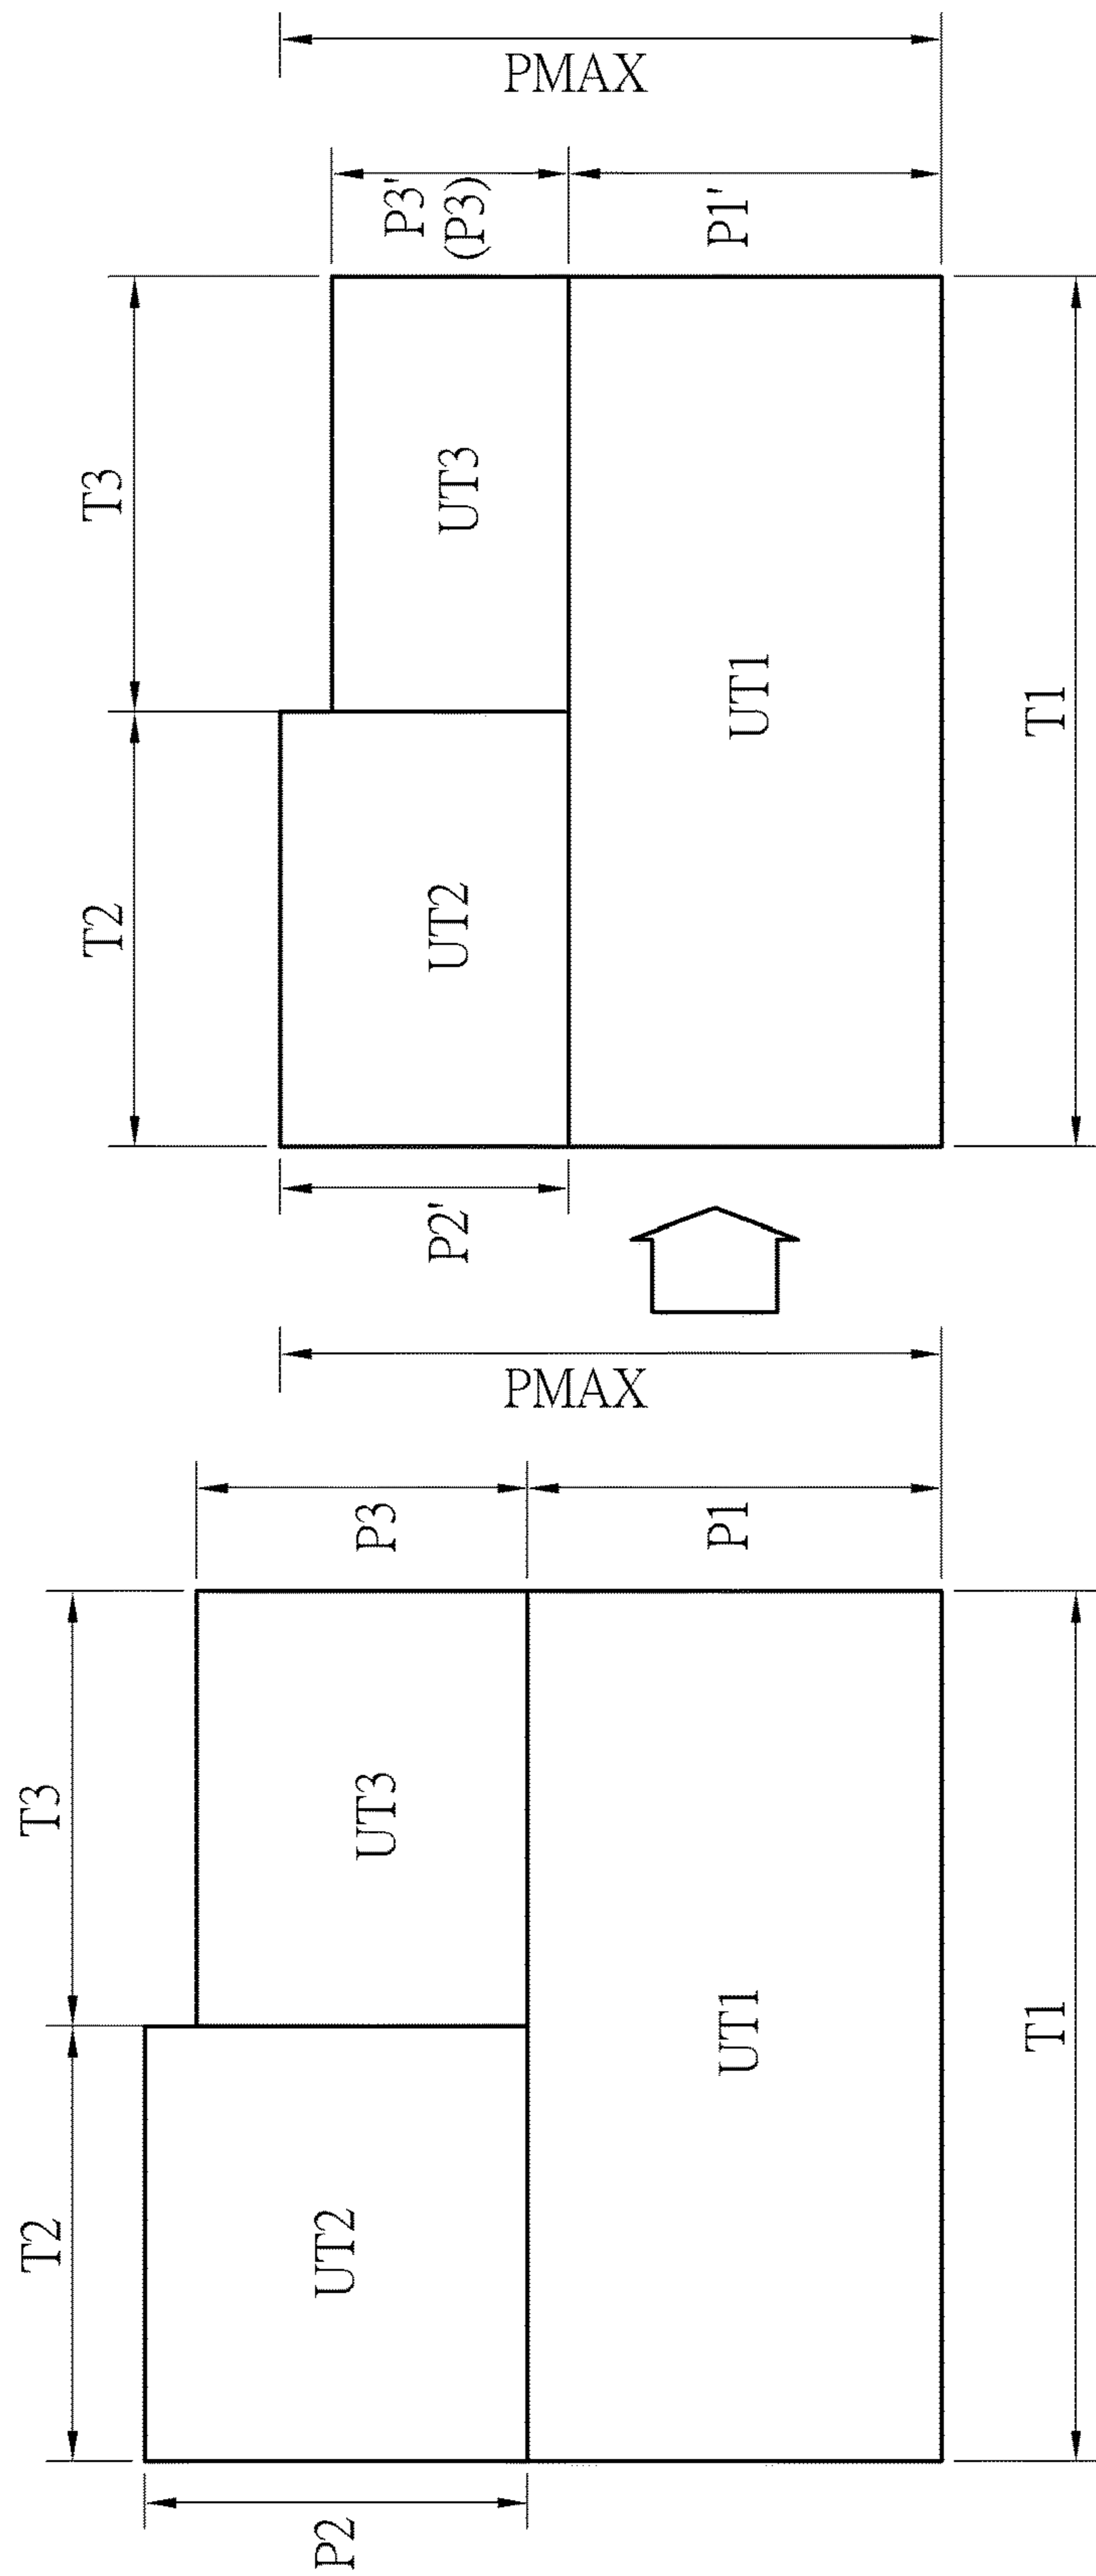 T2
T3
P2
UT2
UT3
P3
PMAX
UT1
P1
T1
T2
T3
P2'
UT2
UT3
P3'
(P3)
PMAX
UT1
P1'
T1